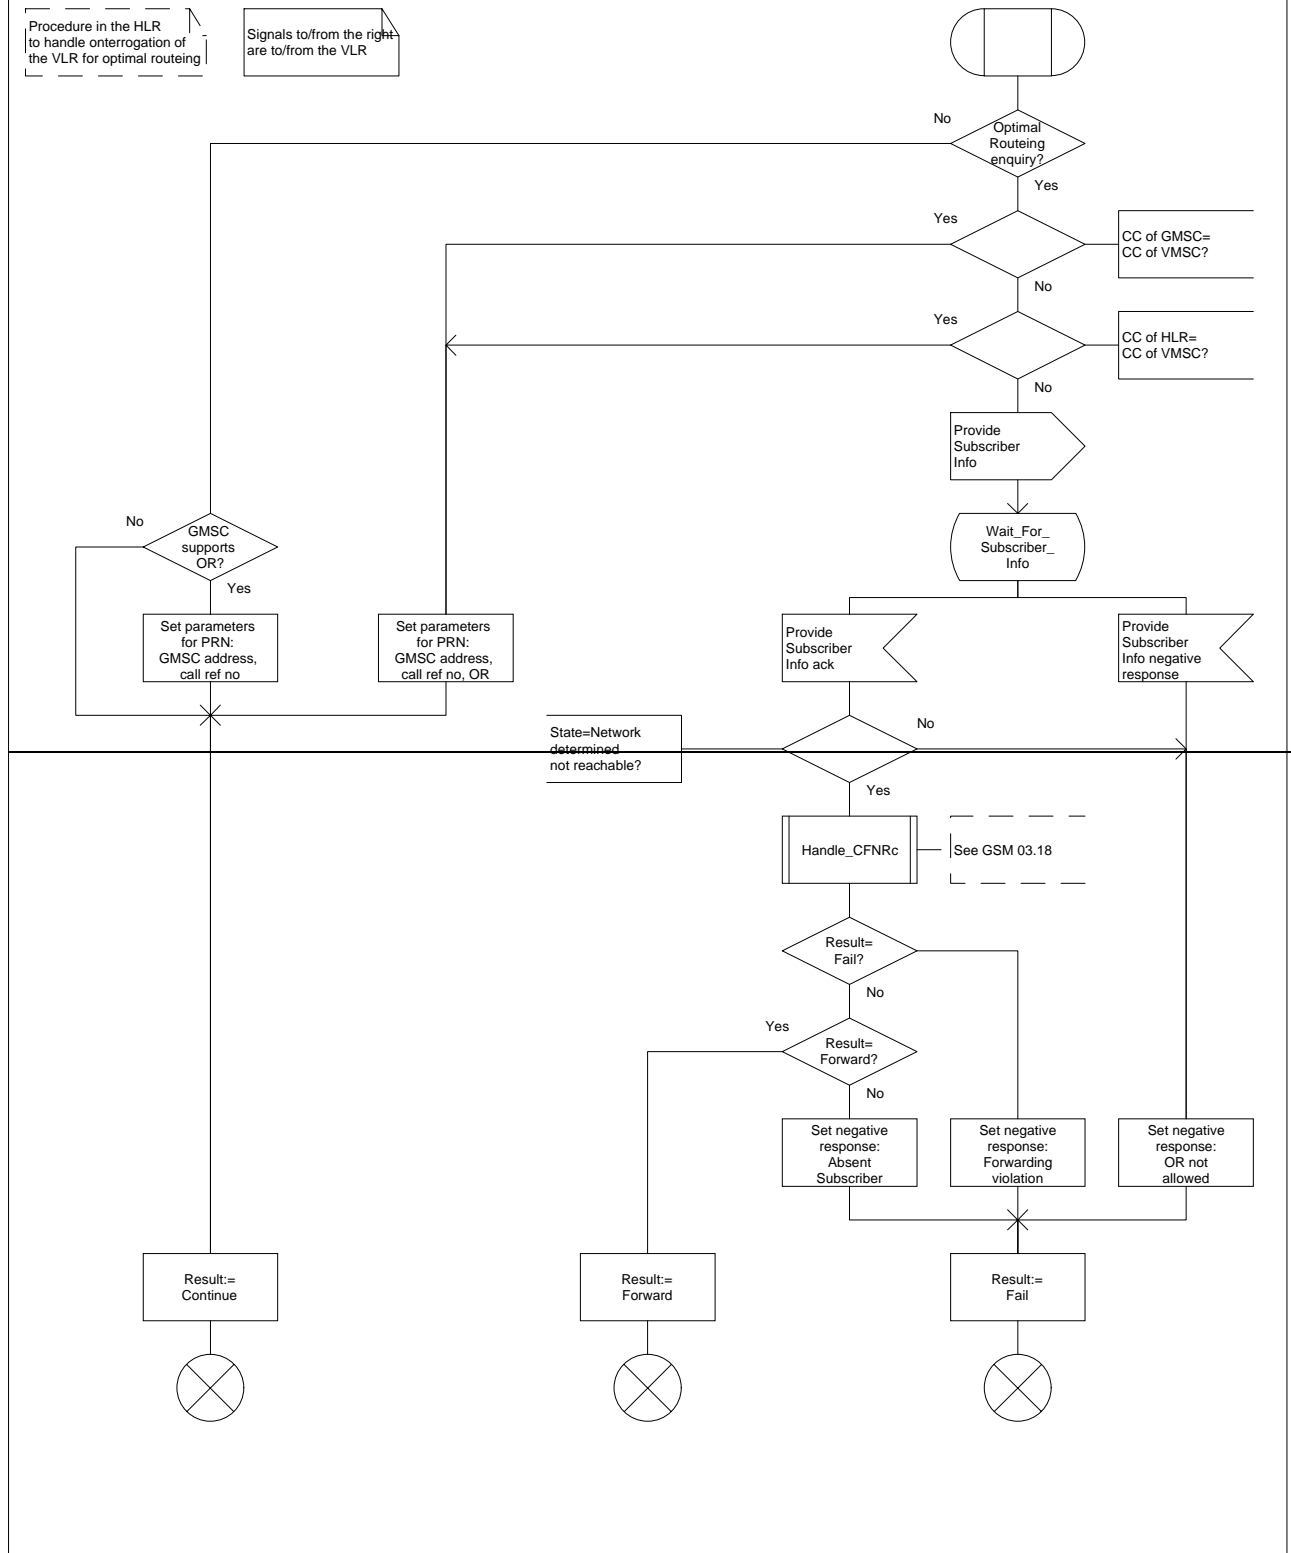 Procedure in the HLR
to handle onterrogation of
the VLR for optimal routeing
Signals to/from the right
are to/from the VLR
No
Optimal
Routeing
enquiry?
Yes
Yes
CC of GMSC=
CC of VMSC?
No
Yes
CC of HLR=
CC of VMSC?
No
Provide
Subscriber
Info
No
GMSC
supports
OR?
Wait_For_
Subscriber_
Info
Yes
Set parameters
for PRN:
GMSC address,
call ref no
Set parameters
for PRN:
GMSC address,
call ref no, OR
Provide
Subscriber
Info ack
Provide
Subscriber
Info negative
response
State=Network
determined
not reachable?
No
Yes
Handle_CFNRc
See GSM 03.18
Result=
Fail?
No
Yes
Result=
Forward?
No
Set negative
response:
Absent
Subscriber
Set negative
response:
Forwarding
violation
Set negative
response:
OR not
allowed
Result:=
Continue
Result:=
Forward
Result:=
Fail